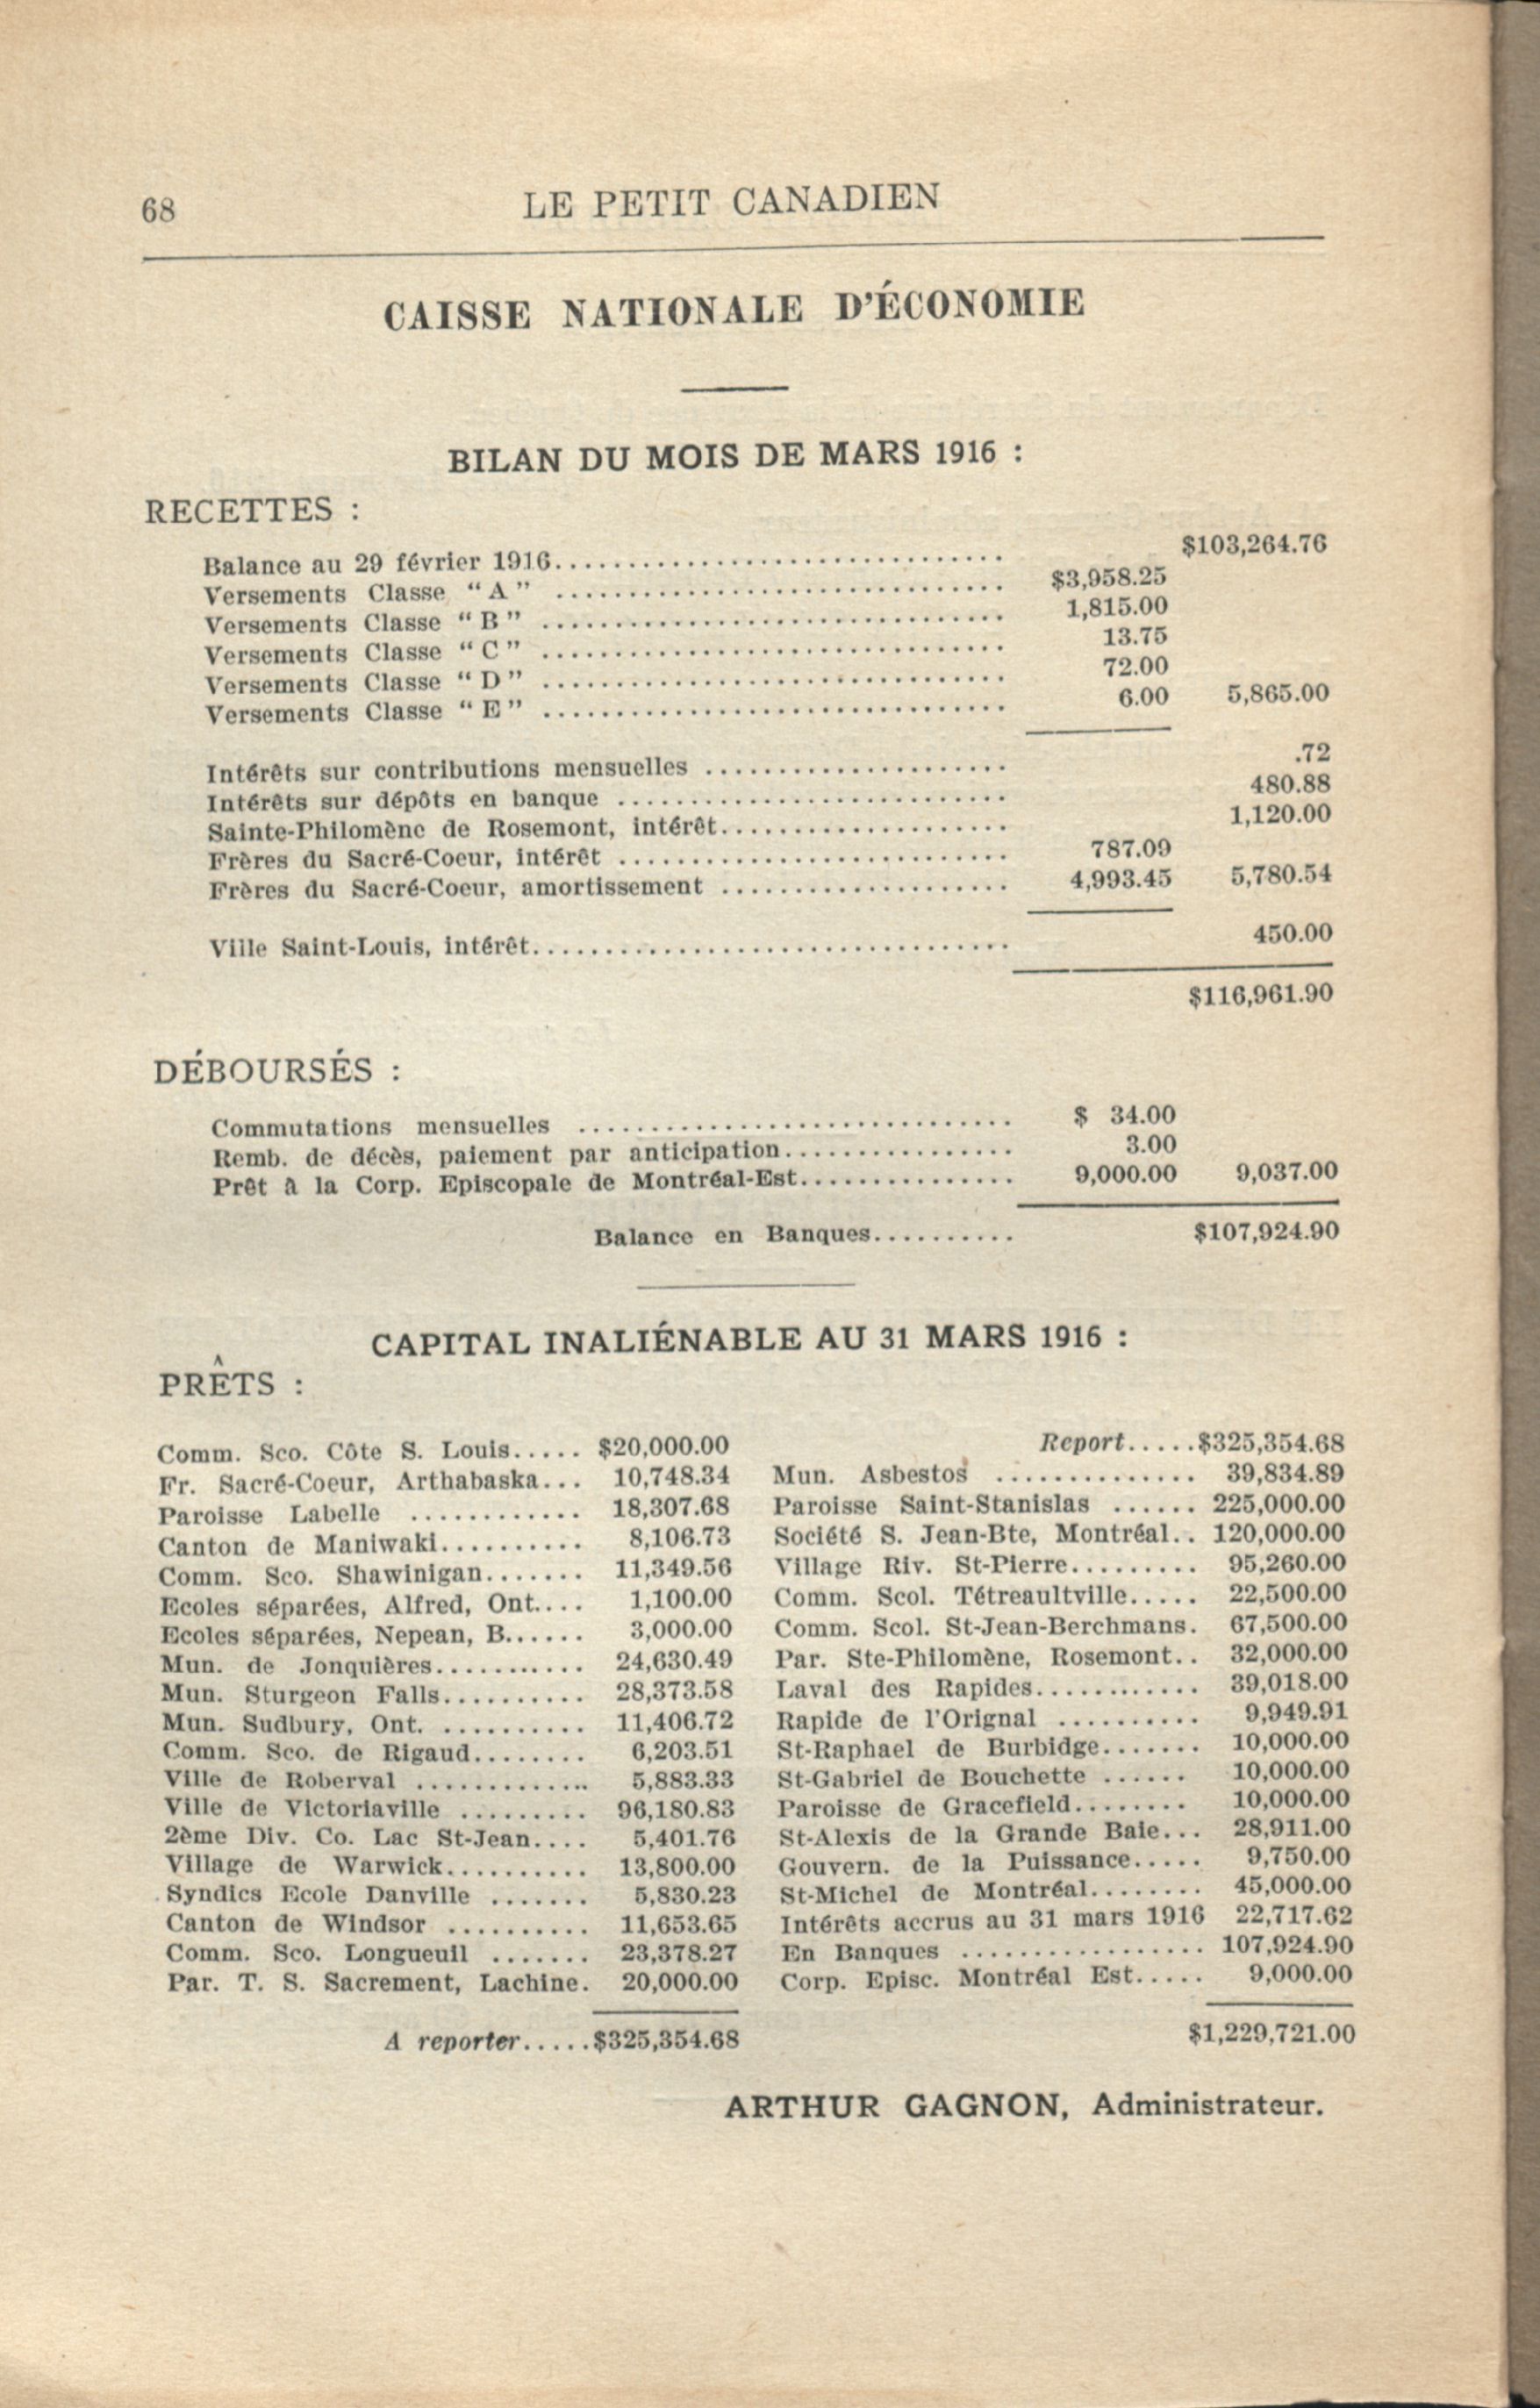 68
LE PETIT CANADIEN
CAISSE NATIONALE D'ÉCONOMIE
BILAN DU MOIS DE MARS 1916 :
RECETTES :
Balance au 29 février 1916.............................. $103,264.76
Versements Classe "A" .............................. $3,958.25
Versements Classe "B" .............................. 1,815.00
Versements Classe "C" .............................. 13.75
Versements Classe "D" .............................. 72.00
Versements Classe "E" .............................. 6.00 5,865.00
Intérêts sur contributions mensuelles ..................... .72
Intérêts sur dépôts en banque ........................... 480.88
Sainte-Philomène de Rosemont, intérêt.................... 1,120.00
Frères du Sacré-Coeur, intérêt ........................... 787.09
Frères du Sacré-Coeur, amortissement .................... 4,993.45 5,780.54
Ville Saint-Louis, intérêt................................. 450.00
$116,961.90
DÉBOURSÉS :
Commutations mensuelles .............................. $ 34.00
Remb. de décès, paiement par anticipation................ 3.00
Prêt à la Corp. Episcopale de Montréal-Est............... 9,000.00 9,037.00
Balance en Banques.......... $107,924.90
CAPITAL INALIÉNABLE AU 31 MARS 1916 :
PRÊTS :
Comm. Sco. Côte S. Louis..... $20,000.00
Fr. Sacré-Coeur, Arthabaska... 10,748.34
Paroisse Labelle ............ 18,307.68
Canton de Maniwaki.......... 8,106.73
Comm. Sco. Shawinigan....... 11,349.56
Ecoles séparées, Alfred, Ont.... 1,100.00
Ecoles séparées, Nepean, B...... 3,000.00
Mun. de Jonquières........... 24,630.49
Mun. Sturgeon Falls.......... 28,373.58
Mun. Sudbury, Ont. .......... 11,406.72
Comm. Sco. de Rigaud........ 6,203.51
Ville de Roberval ............. 5,883.33
Ville de Victoriaville ......... 96,180.83
2ème Div. Co. Lac St-Jean.... 5,401.76
Village de Warwick.......... 13,800.00
Syndics Ecole Danville ....... 5,830.23
Canton de Windsor .......... 11,653.65
Comm. Sco. Longueuil ....... 23,378.27
Par. T. S. Sacrement, Lachine. 20,000.00
A reporter.....$325,354.68
Report.....$325,354.68
Mun. Asbestos .............. 39,834.89
Paroisse Saint-Stanislas ...... 225,000.00
Société S. Jean-Bte, Montréal.. 120,000.00
Village Riv. St-Pierre......... 95,260.00
Comm. Scol. Tétreaultville..... 22,500.00
Comm. Scol. St-Jean-Berchmans. 67,500.00
Par. Ste-Philomène, Rosemont.. 32,000.00
Laval des Rapides............ 39,018.00
Rapide de l'Orignal .......... 9,949.91
St-Raphael de Burbidge....... 10,000.00
St-Gabriel de Bouchette ...... 10,000.00
Paroisse de Gracefield........ 10,000.00
St-Alexis de la Grande Baie... 28,911.00
Gouvern. de la Puissance..... 9,750.00
St-Michel de Montréal........ 45,000.00
Intérêts accrus au 31 mars 1916 22,717.62
En Banques ................. 107,924.90
Corp. Episc. Montréal Est..... 9,000.00
$1,229,721.00
ARTHUR GAGNON, Administrateur.